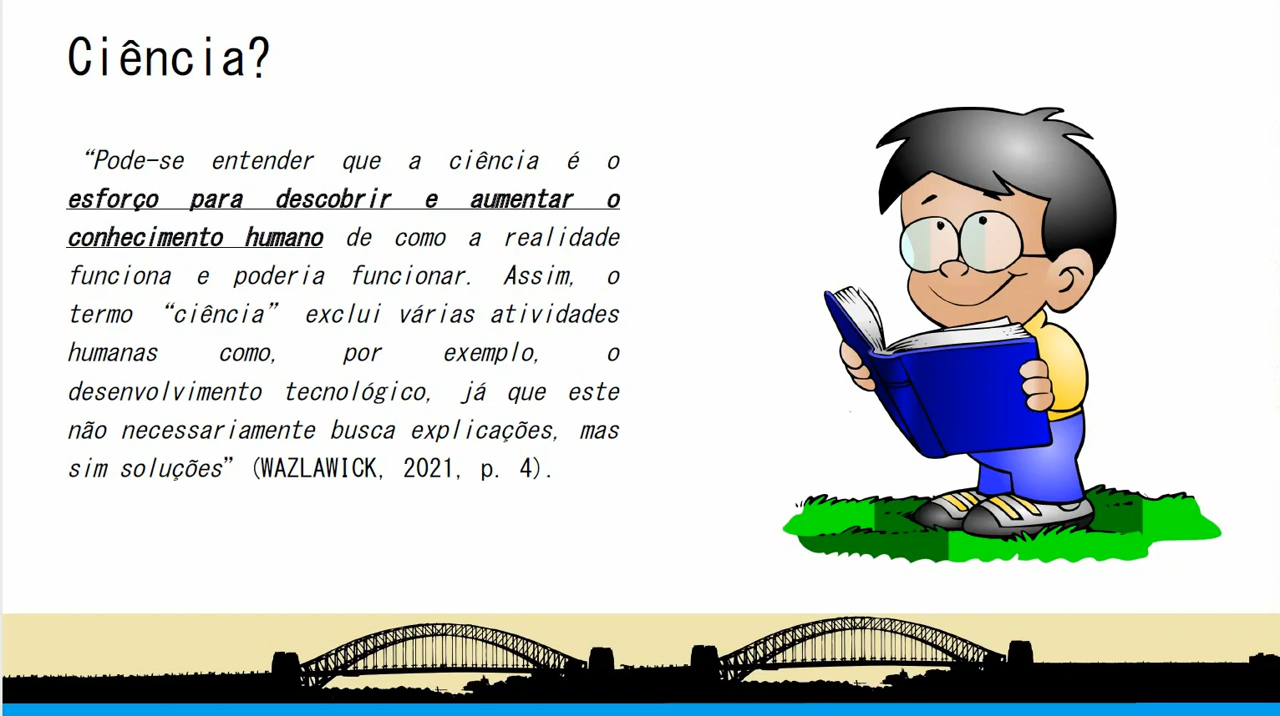 Ciência?
“Pode-se entender que a ciência é o
esforço para descobrir e aumentar o
conhecimento humano de como a realidade
funciona e poderia funcionar. Assim, o
termo “ciência” exclui várias atividades
humanas como, por exemplo, o
desenvolvimento tecnológico, já que este
não necessariamente busca explicações, mas
sim soluções” (WAZLAWICK, 2021, p. 4).